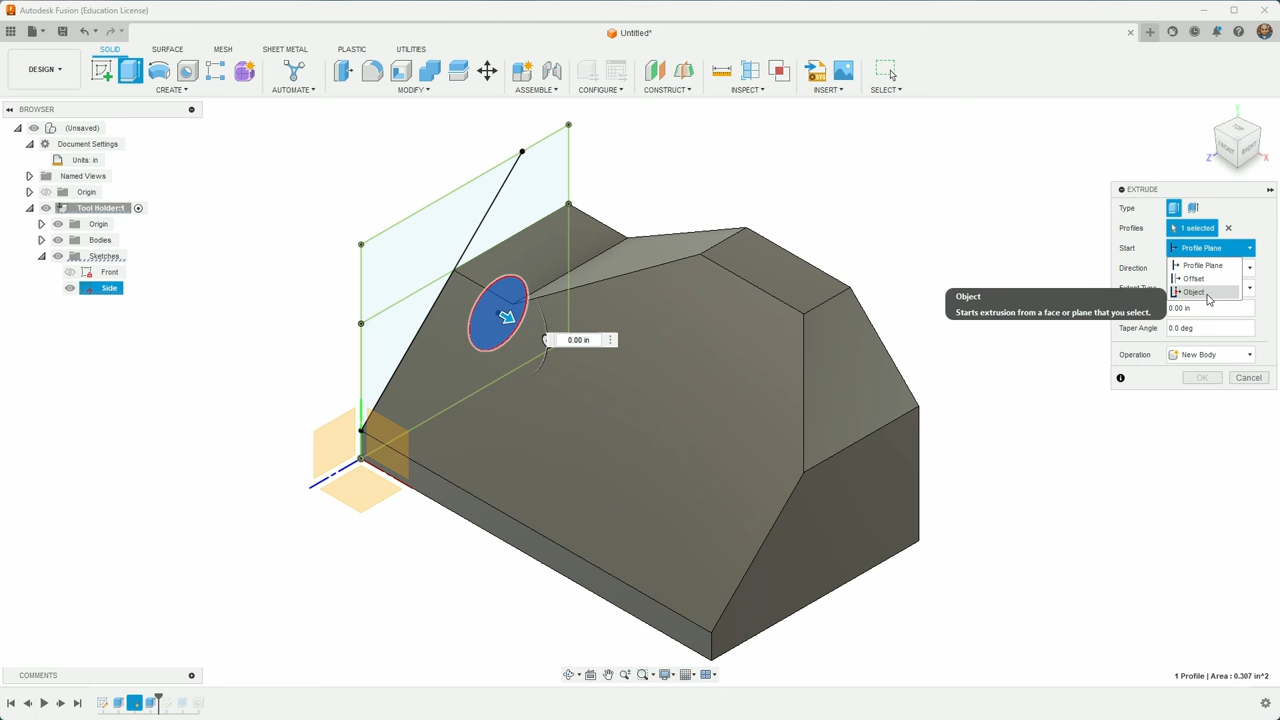 Autodesk Fusion (Education License)
Untitled*
DESIGN
SOLID
SURFACE
MESH
SHEET METAL
PLASTIC
UTILITIES
CREATE
AUTOMATE
MODIFY
ASSEMBLE
CONFIGURE
CONSTRUCT
INSPECT
INSERT
SELECT
BROWSER
(Unsaved)
Document Settings
Units: in
Named Views
Origin
Tool Holder:1
Origin
Bodies
Sketches
Front
Side
TOP
FRONT
RIGHT
Y
Z
X
EXTRUDE
Type
Profiles
1 selected
Start
Profile Plane
Direction
Profile Plane
Offset
Object
Object
Starts extrusion from a face or plane that you select.
0.00 in
Taper Angle
0.0 deg
Operation
New Body
OK
Cancel
0.00 in
COMMENTS
1 Profile | Area : 0.307 in^2